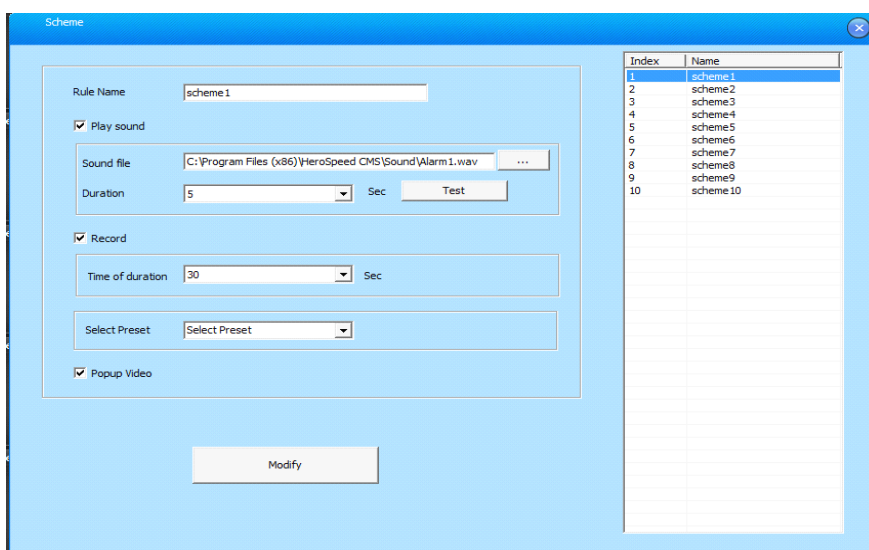 Scheme
Rule Name scheme1
Play sound
Sound file C:\Program Files (x86)\HeroSpeed CMS\Sound\Alarm1.wav ...
Duration 5 Sec Test
Record
Time of duration 30 Sec
Select Preset Select Preset
Popup Video
Modify
Index Name
1 scheme1
2 scheme2
3 scheme3
4 scheme4
5 scheme5
6 scheme6
7 scheme7
8 scheme8
9 scheme9
10 scheme10